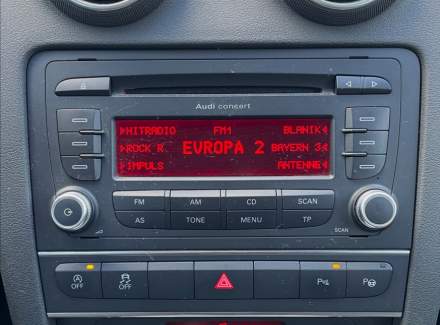 Audi concert
HITRADIO FM1 BLANIK
ROCK R. EVROPA 2 BAYERN 3
IMPULS ANTENNE
FM AM CD SCAN
AS TONE MENU TP
SCAN
OFF OFF P P